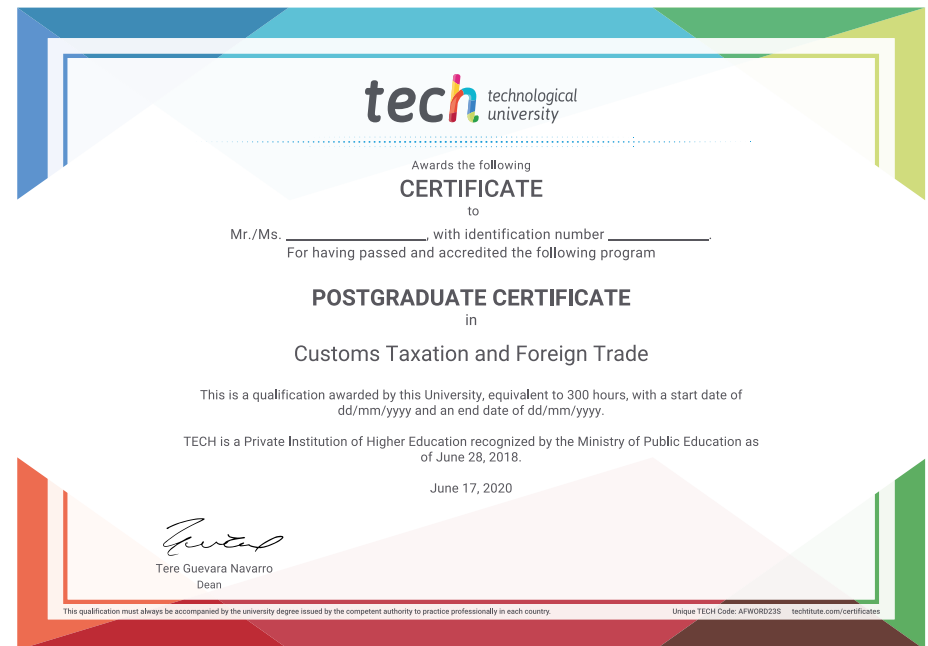 tech technological
university
Awards the following
CERTIFICATE
to
Mr./Ms. ____________________, with identification number ______________.
For having passed and accredited the following program
POSTGRADUATE CERTIFICATE
in
Customs Taxation and Foreign Trade
This is a qualification awarded by this University, equivalent to 300 hours, with a start date of
dd/mm/yyyy and an end date of dd/mm/yyyy.
TECH is a Private Institution of Higher Education recognized by the Ministry of Public Education as
of June 28, 2018.
June 17, 2020
Tere Guevara Navarro
Dean
This qualification must always be accompanied by the university degree issued by the competent authority to practice professionally in each country.
Unique TECH Code: AFWORD23S techtitute.com/certificates